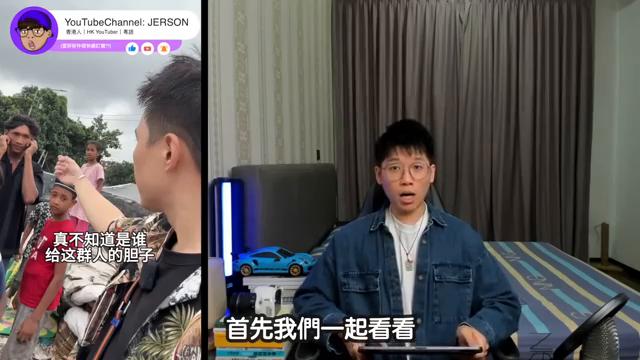 YouTubeChannel: JERSON
香港人｜HK YouTuber｜粵語
真不知道是谁
给这群人的胆子
首先我們一起看看